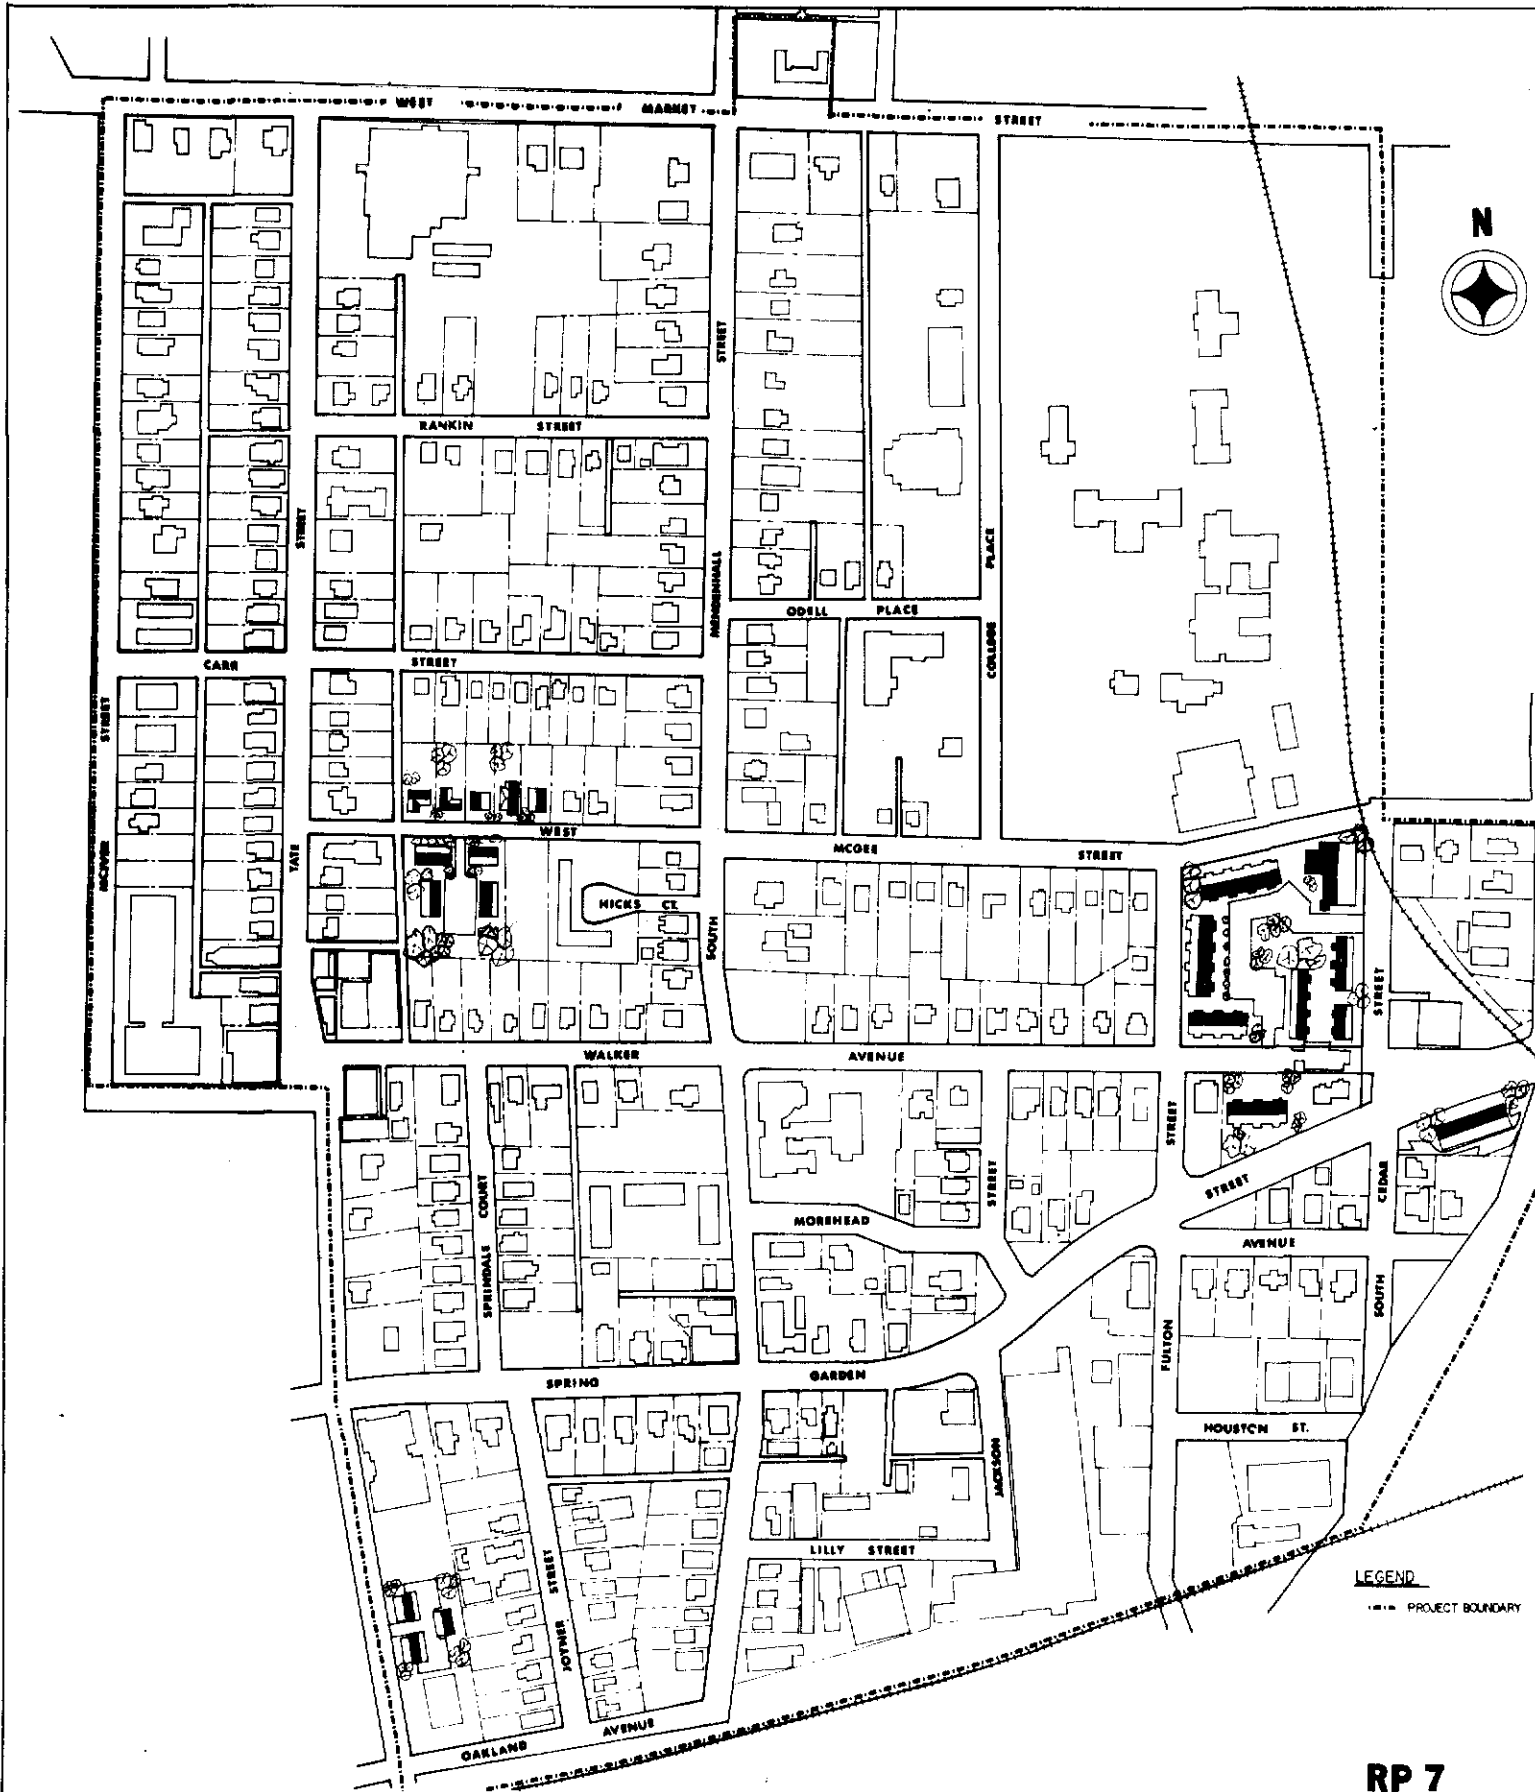 WEST MARKET STREET
N
STREET
RANKIN STREET
STREET
MENDENHALL
PLACE
ODELL PLACE
COLLEGE
CARR STREET
STREET
MCIVER
WEST MCGEE STREET
TATE
HICKS CT.
SOUTH
STREET
WALKER AVENUE
STREET
STREET
STREET
CEDAR
COURT
SPRINGDALE
MOREHEAD AVENUE
SOUTH
FULTON
SPRING GARDEN
HOUSTON ST.
JACKSON
LILLY STREET
STREET
JOYNER
LEGEND
PROJECT BOUNDARY
OAKLAND AVENUE
RP 7